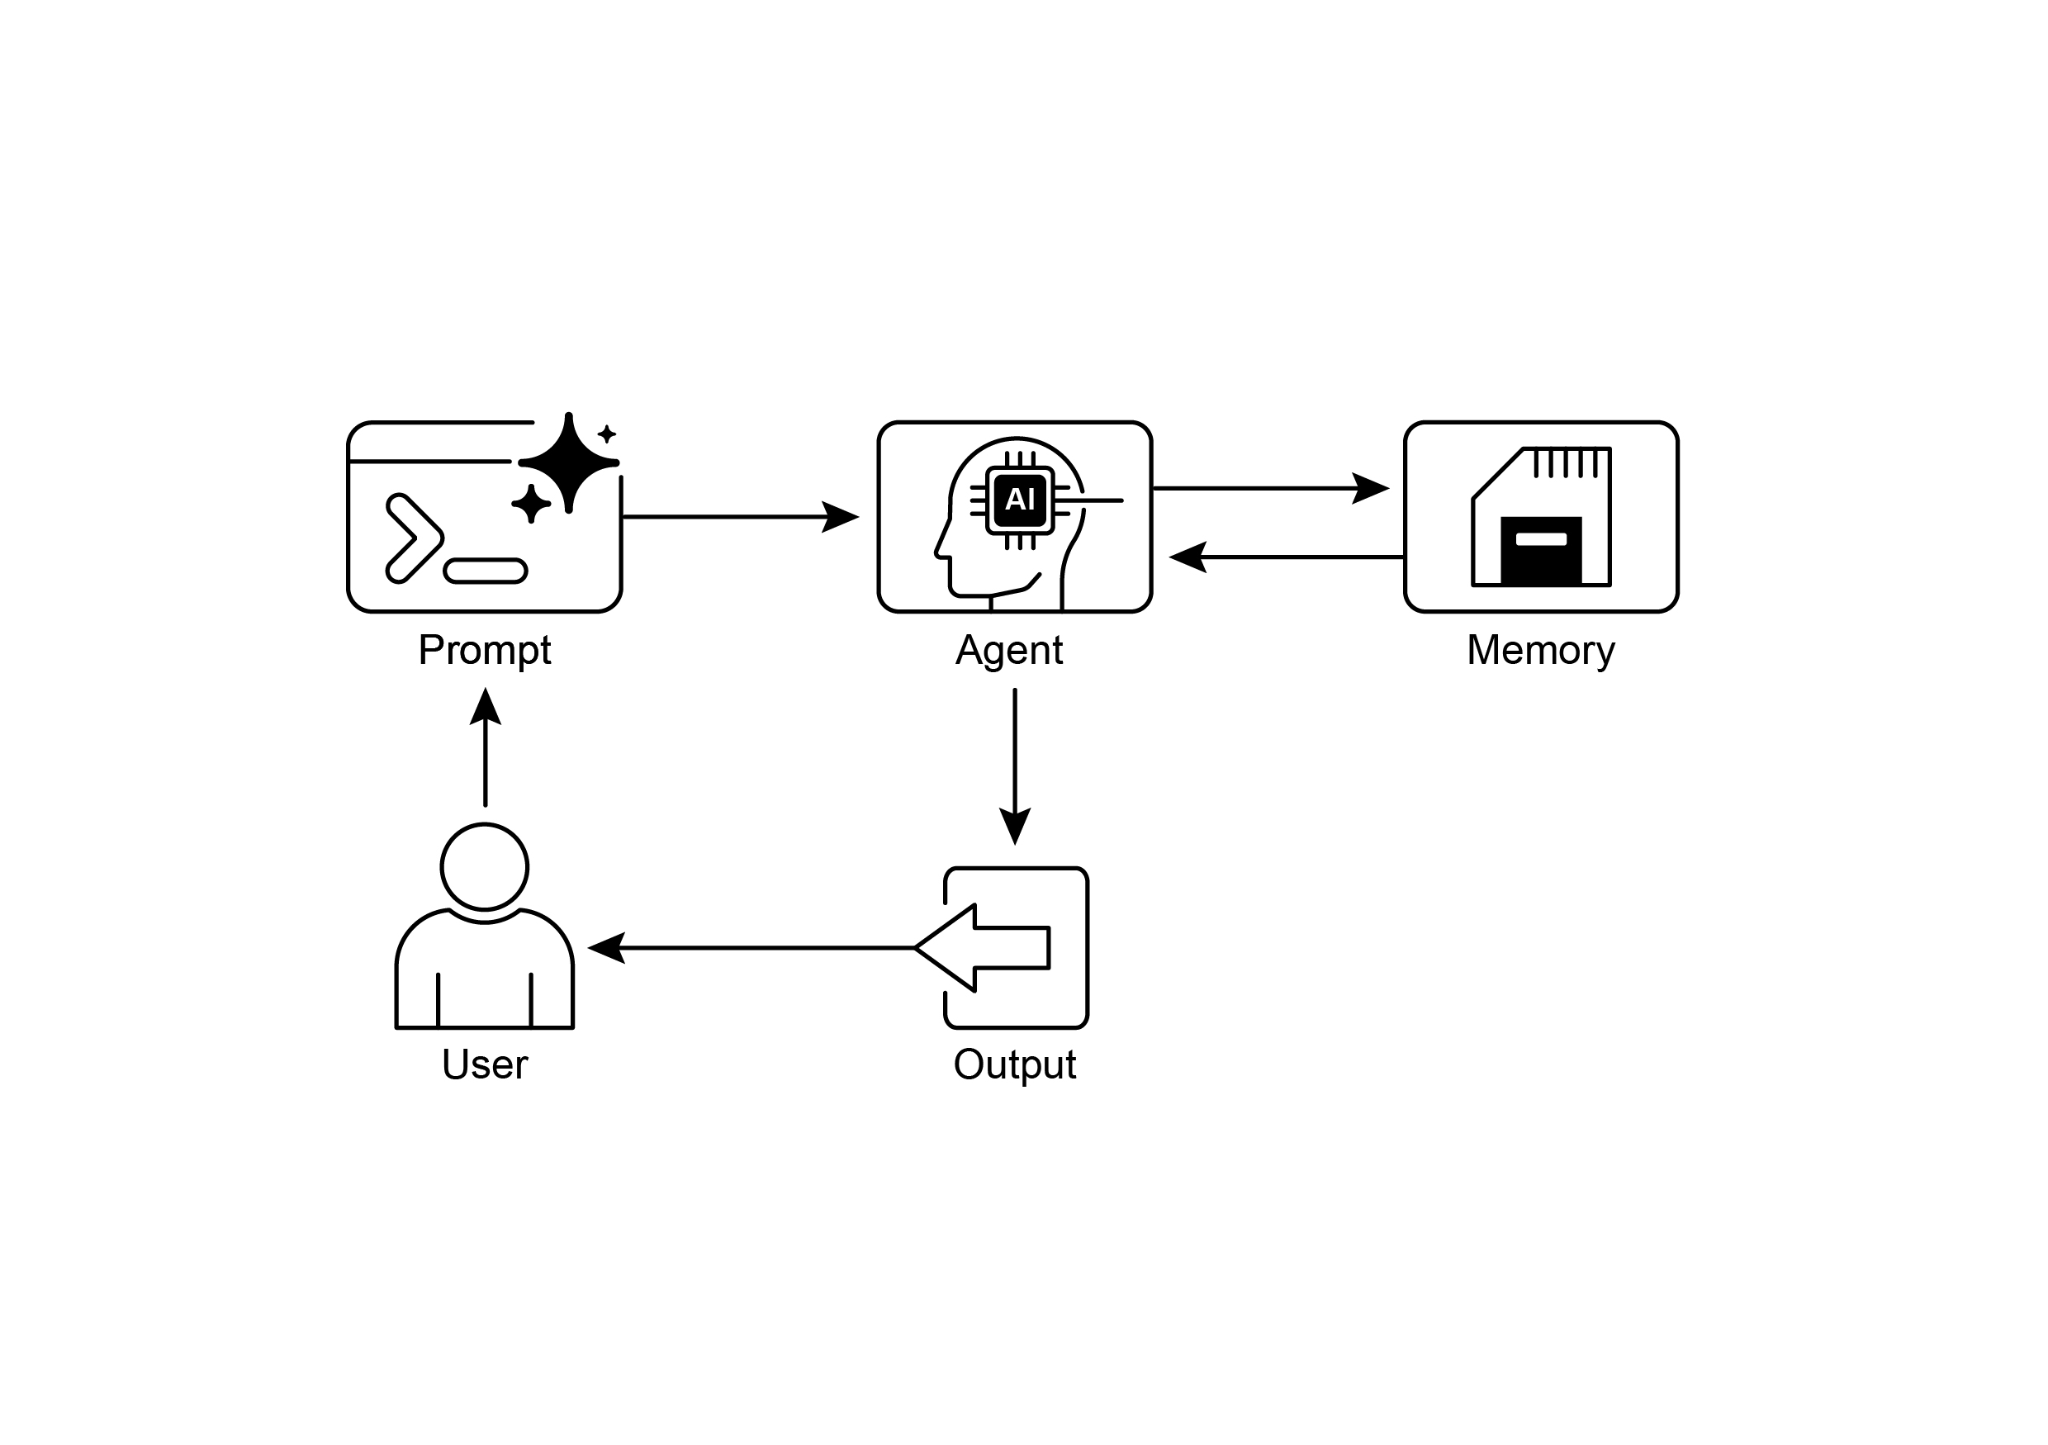 AI
Prompt
Agent
Memory
User
Output